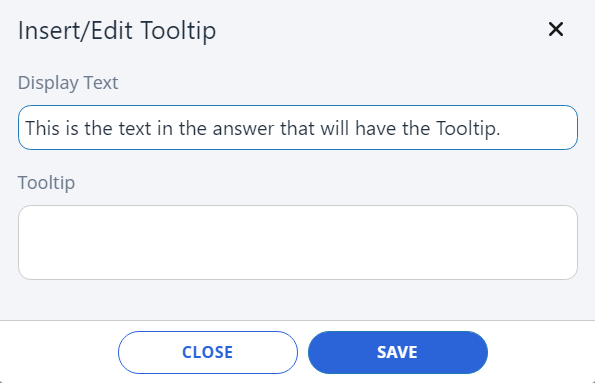 Insert/Edit Tooltip
Display Text
This is the text in the answer that will have the Tooltip.
Tooltip
CLOSE
SAVE